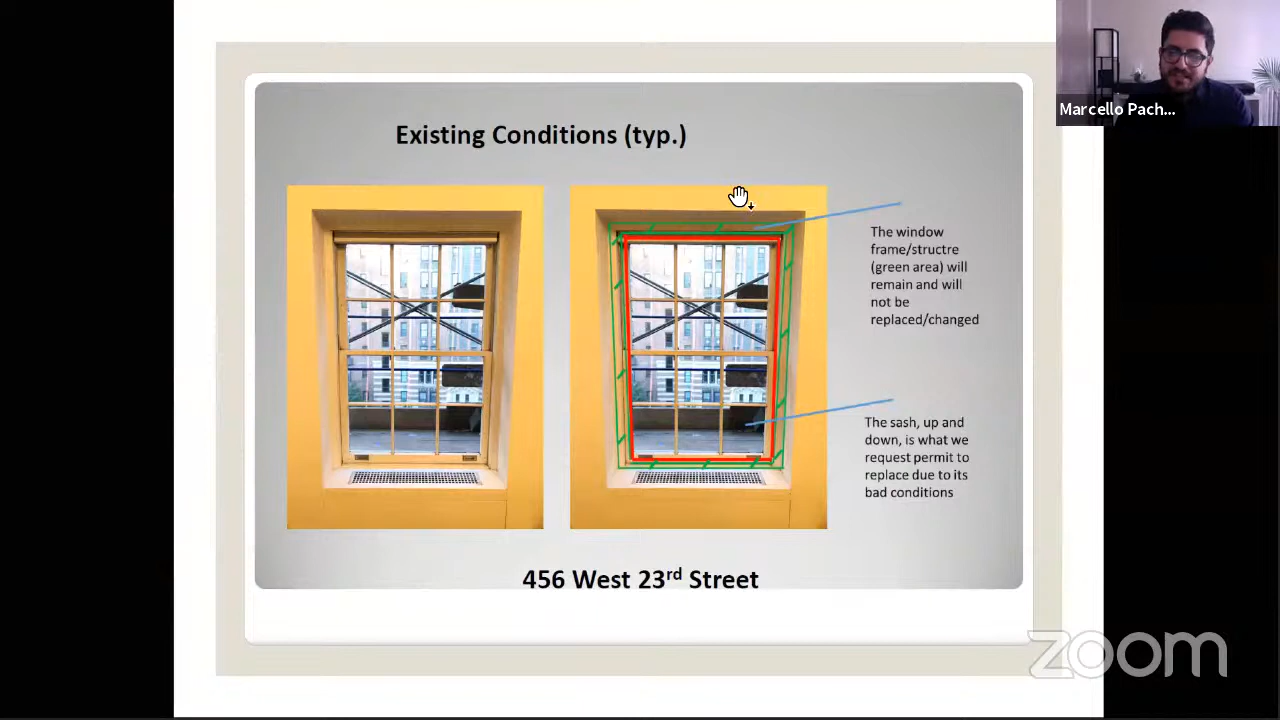 Marcello Pach...
Existing Conditions (typ.)
The window
frame/structre
(green area) will
remain and will
not be
replaced/changed
The sash, up and
down, is what we
request permit to
replace due to its
bad conditions
456 West 23rd Street
zoom